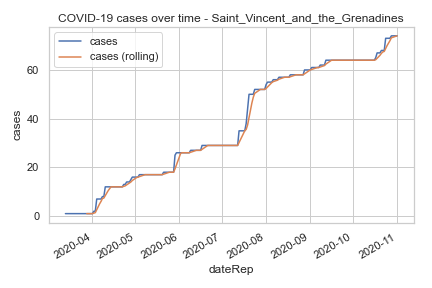 COVID-19 cases over time - Saint_Vincent_and_the_Grenadines
cases
cases (rolling)
60
40
20
0
cases
2020-04
2020-05
2020-06
2020-07
2020-08
2020-09
2020-10
2020-11
dateRep